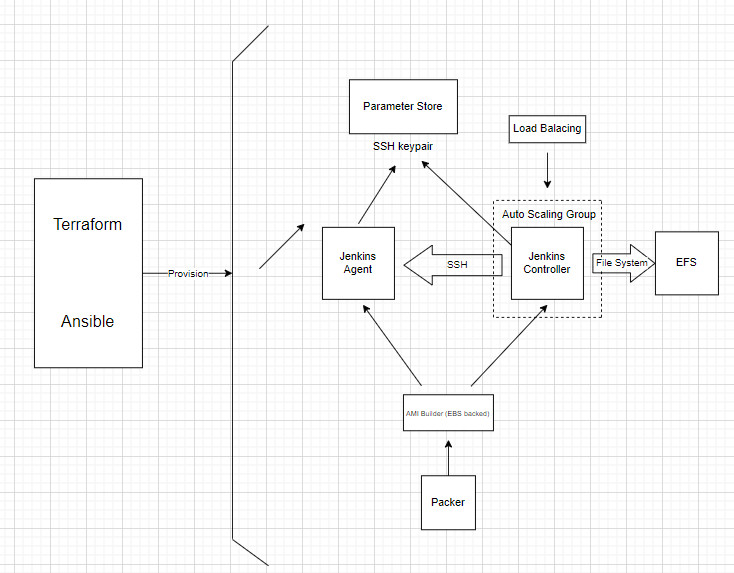 Parameter Store
SSH keypair
Load Balacing
Terraform
Ansible
Provision
Auto Scaling Group
Jenkins
Agent
SSH
Jenkins
Controller
File System
EFS
AMI Builder (EBS backed)
Packer